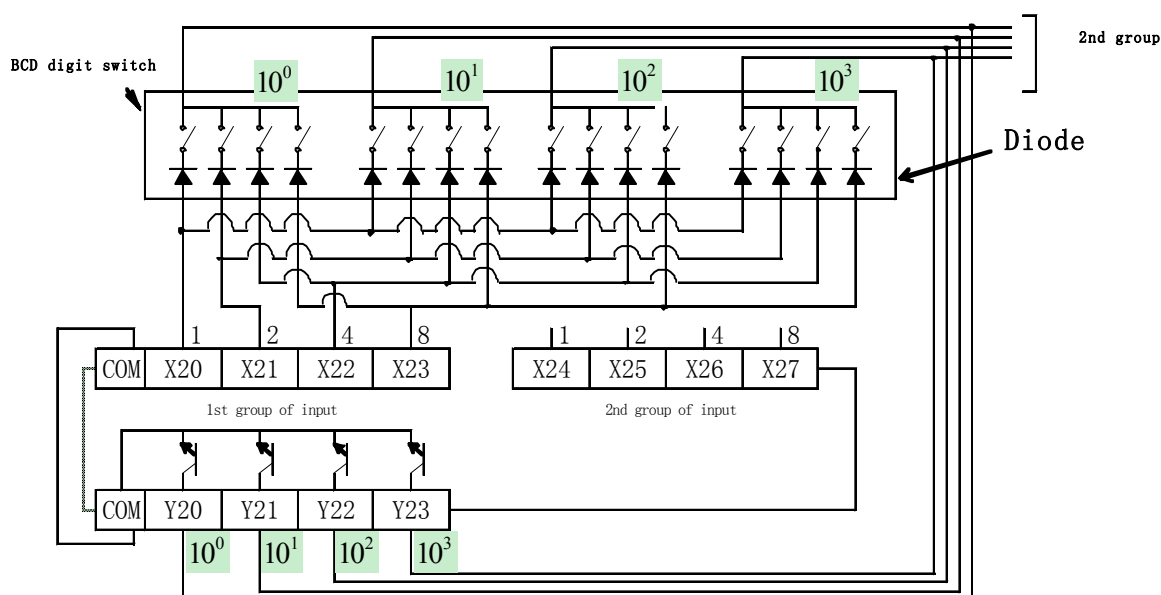 2nd group
BCD digit switch
10⁰ 10¹ 10² 10³
Diode
1 2 4 8 1 2 4 8
COM X20 X21 X22 X23 X24 X25 X26 X27
1st group of input 2nd group of input
COM Y20 Y21 Y22 Y23
10⁰ 10¹ 10² 10³